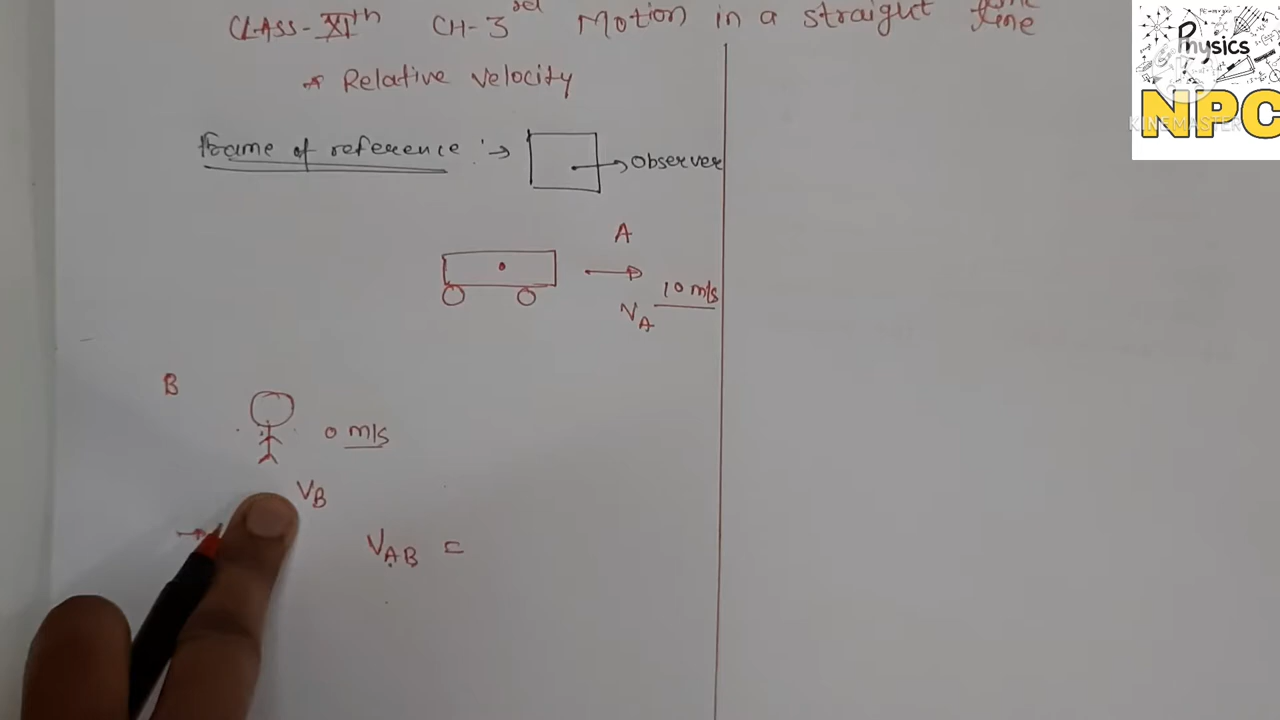 CLASS-XIth CH-3rd Motion in a straight line
* Relative Velocity
Frame of reference :→ Observer
A
10 m/s
VA
B
0 m/s
VB
VAB =
Physics
NPC
KINEMASTER